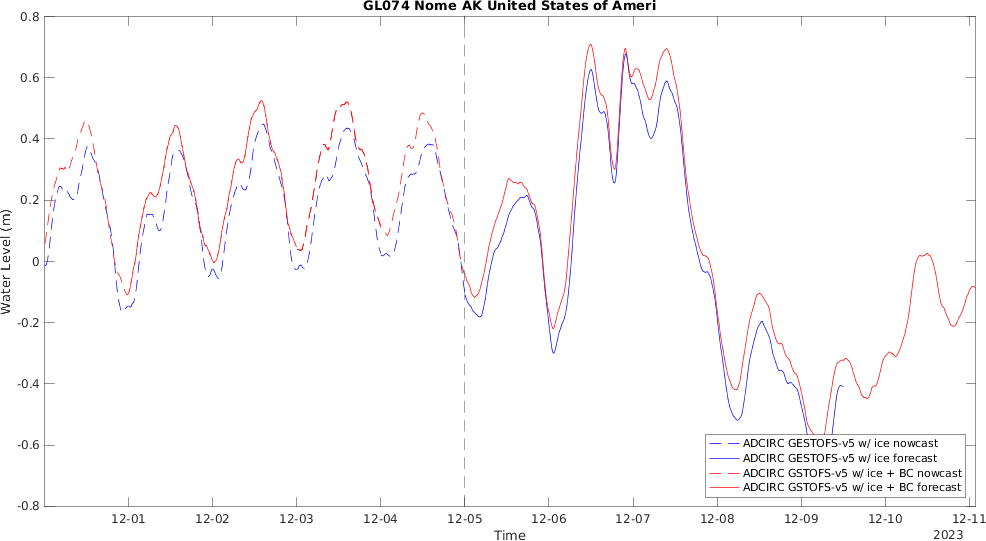 GL074 Nome AK United States of Ameri
0.8
0.6
0.4
0.2
0
-0.2
-0.4
-0.6
-0.8
Water Level (m)
ADCIRC GESTOFS-v5 w/ ice nowcast
ADCIRC GESTOFS-v5 w/ ice forecast
ADCIRC GSTOFS-v5 w/ ice + BC nowcast
ADCIRC GSTOFS-v5 w/ ice + BC forecast
12-01 12-02 12-03 12-04 12-05 12-06 12-07 12-08 12-09 12-10 12-11
Time
2023